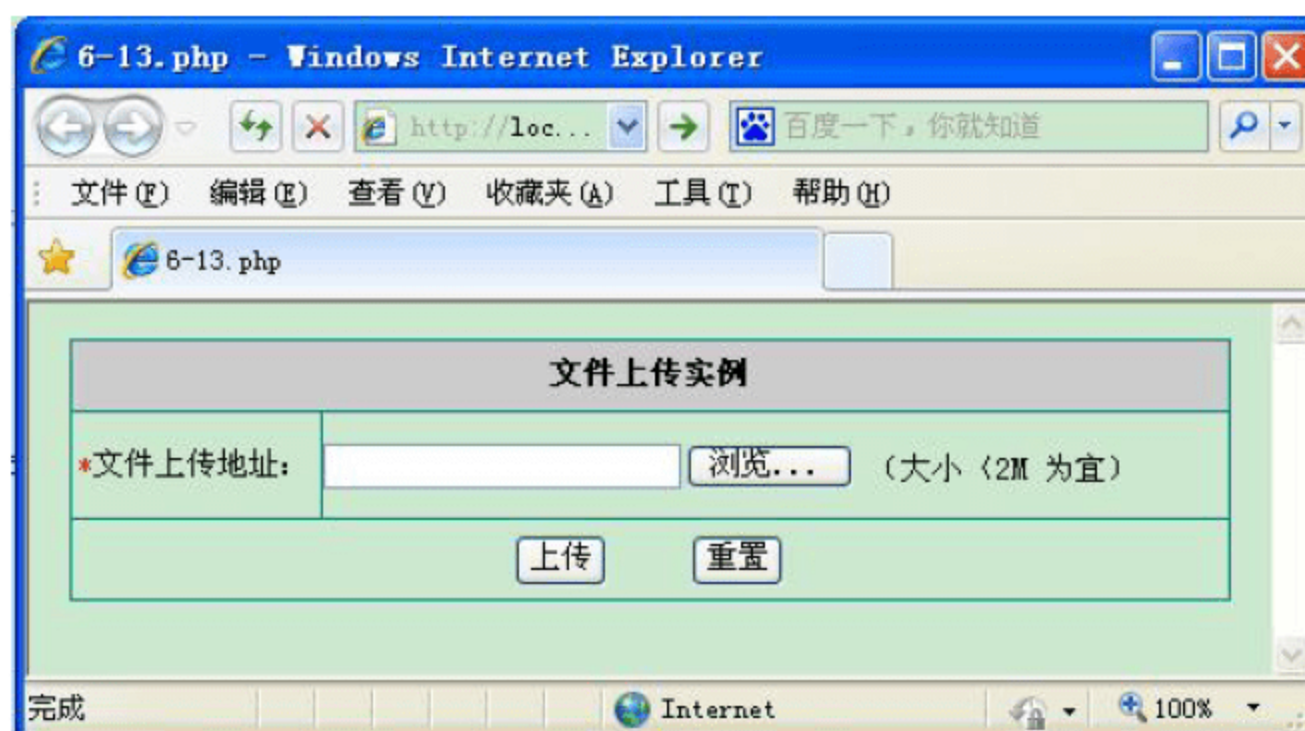 6-13.php - Windows Internet Explorer
http://loc... 百度一下，你就知道
文件(F) 编辑(E) 查看(V) 收藏夹(A) 工具(T) 帮助(H)
6-13.php
文件上传实例
*文件上传地址： 浏览... （大小〈2M 为宜）
上传 重置
完成 Internet 100%